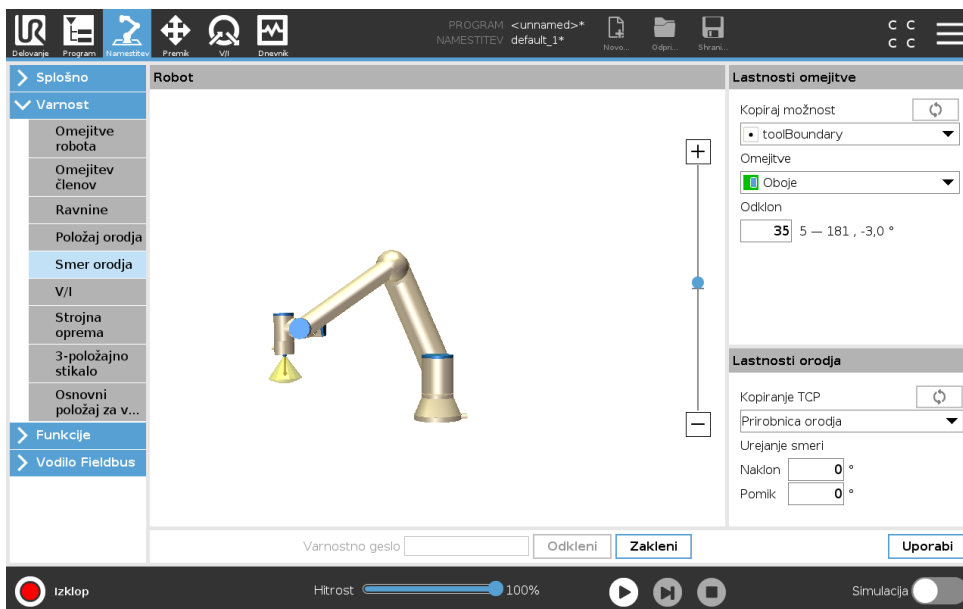 UR
PROGRAM <unnamed>*
NAMESTITEV default_1*
Delovanje Program Namestitev Premik V/I Dnevnik Novo... Odpri... Shrani...
C C
C C
Splošno
Varnost
Omejitve
robota
Omejitev
členov
Ravnine
Položaj orodja
Smer orodja
V/I
Strojna
oprema
3-položajno
stikalo
Osnovni
položaj za v...
Funkcije
Vodilo Fieldbus
Robot
Lastnosti omejitve
Kopiraj možnost
toolBoundary
Omejitve
Oboje
Odklon
35 5 — 181 , -3,0 °
Lastnosti orodja
Kopiranje TCP
Prirobnica orodja
Urejanje smeri
Naklon 0 °
Pomik 0 °
Varnostno geslo Odkleni Zakleni Uporabi
Izklop Hitrost 100% Simulacija